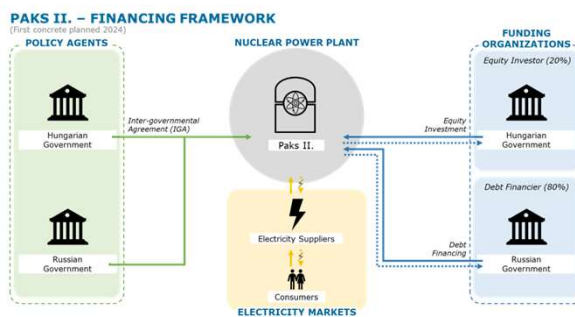 PAKS II. – FINANCING FRAMEWORK
(First concrete planned 2024)
POLICY AGENTS
NUCLEAR POWER PLANT
FUNDING
ORGANIZATIONS
Equity Investor (20%)
Hungarian
Government
Inter-governmental
Agreement (IGA)
Paks II.
Equity
Investment
Hungarian
Government
Debt Financier (80%)
Russian
Government
Electricity Suppliers
Debt
Financing
Russian
Government
Consumers
ELECTRICITY MARKETS